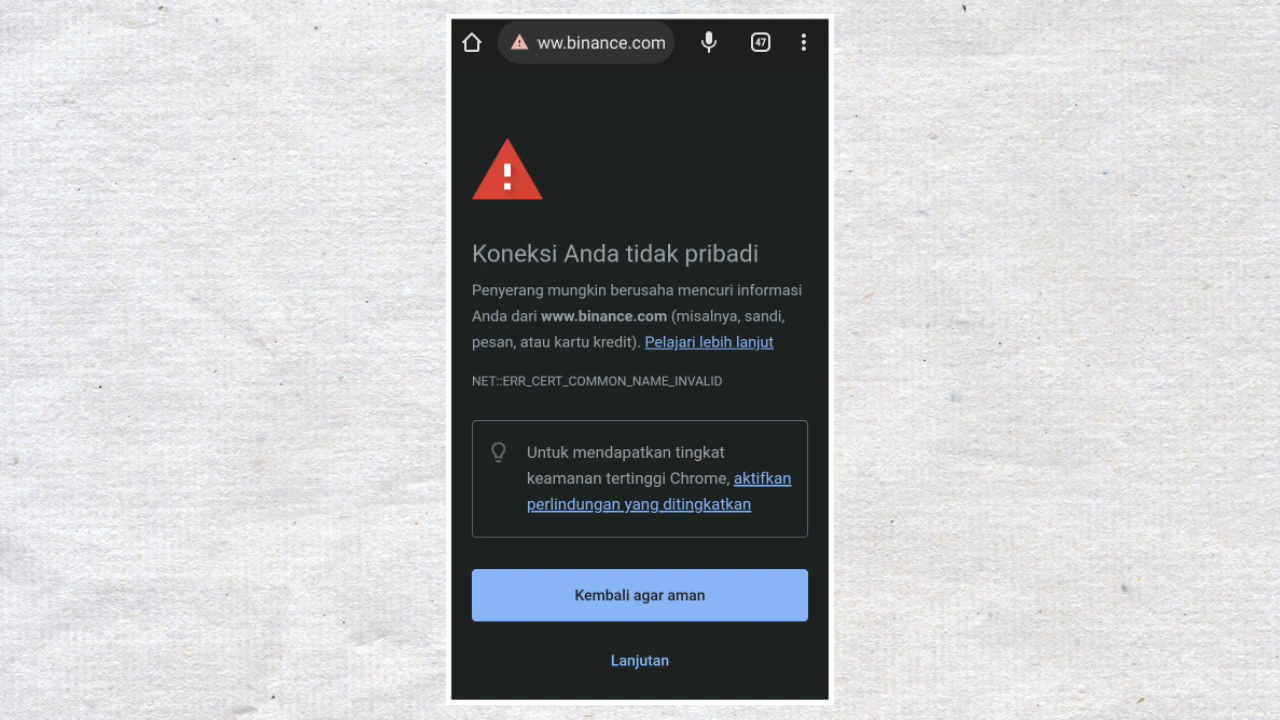 ww.binance.com
47
Koneksi Anda tidak pribadi
Penyerang mungkin berusaha mencuri informasi
Anda dari www.binance.com (misalnya, sandi,
pesan, atau kartu kredit). Pelajari lebih lanjut
NET::ERR_CERT_COMMON_NAME_INVALID
Untuk mendapatkan tingkat
keamanan tertinggi Chrome, aktifkan
perlindungan yang ditingkatkan
Kembali agar aman
Lanjutan